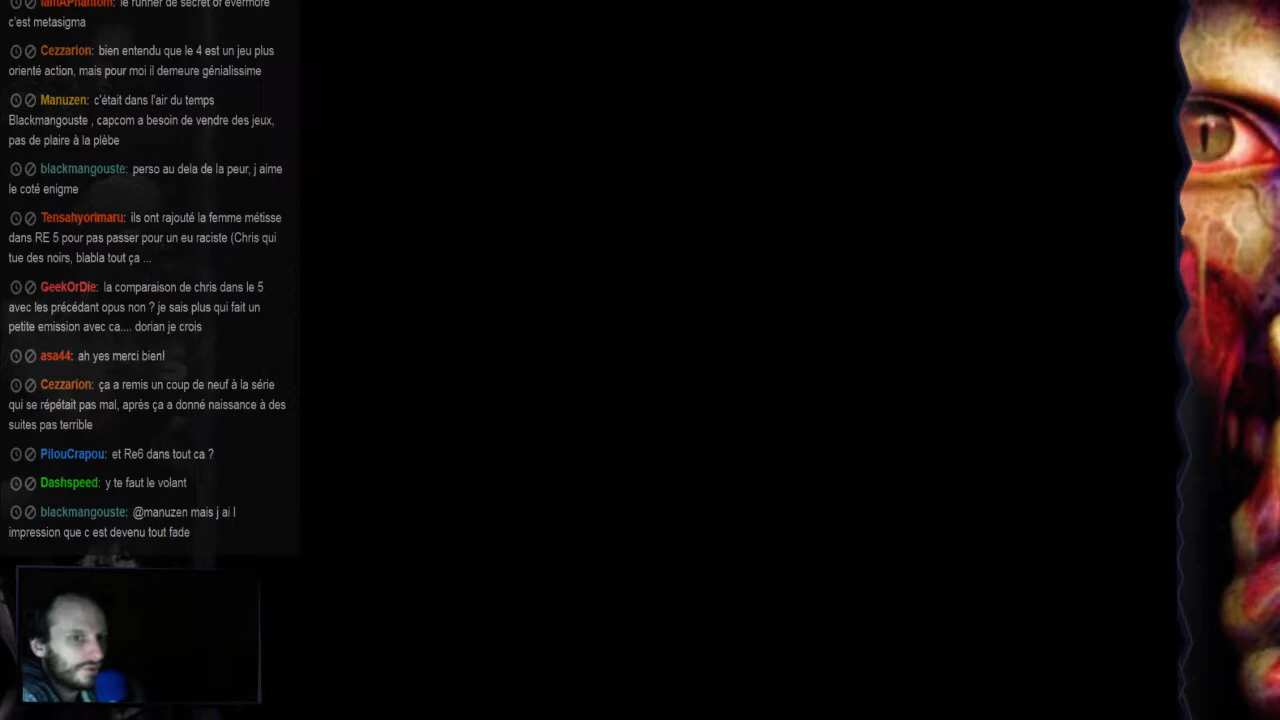 IamAPhantom: le runner de secret of evermore
c'est metasigma
Cezzarion: bien entendu que le 4 est un jeu plus
orienté action, mais pour moi il demeure génialissime
Manuzen: c'était dans l'air du temps
Blackmangouste , capcom a besoin de vendre des jeux,
pas de plaire à la plèbe
blackmangouste: perso au dela de la peur, j aime
le coté enigme
Tensahyorimaru: ils ont rajouté la femme métisse
dans RE 5 pour pas passer pour un eu raciste (Chris qui
tue des noirs, blabla tout ça ...
GeekOrDie: la comparaison de chris dans le 5
avec les précédant opus non ? je sais plus qui fait un
petite emission avec ca.... dorian je crois
asa44: ah yes merci bien!
Cezzarion: ça a remis un coup de neuf à la série
qui se répétait pas mal, après ça a donné naissance à des
suites pas terrible
PilouCrapou: et Re6 dans tout ca ?
Dashspeed: y te faut le volant
blackmangouste: @manuzen mais j ai l
impression que c est devenu tout fade